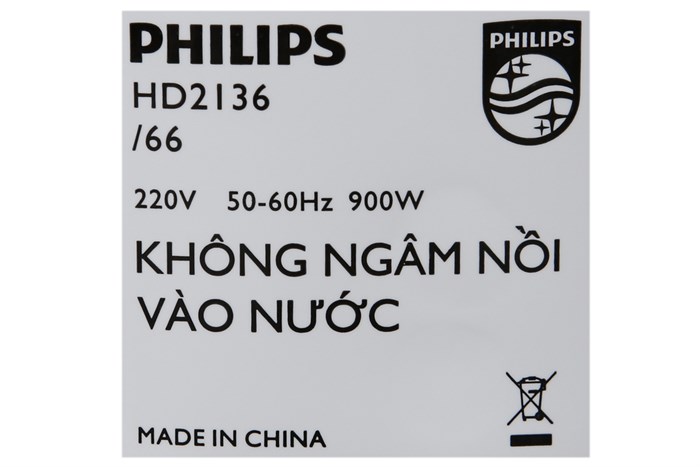 PHILIPS
PHILIPS
HD2136
/66
220V 50-60Hz 900W
KHÔNG NGÂM NỒI
VÀO NƯỚC
MADE IN CHINA